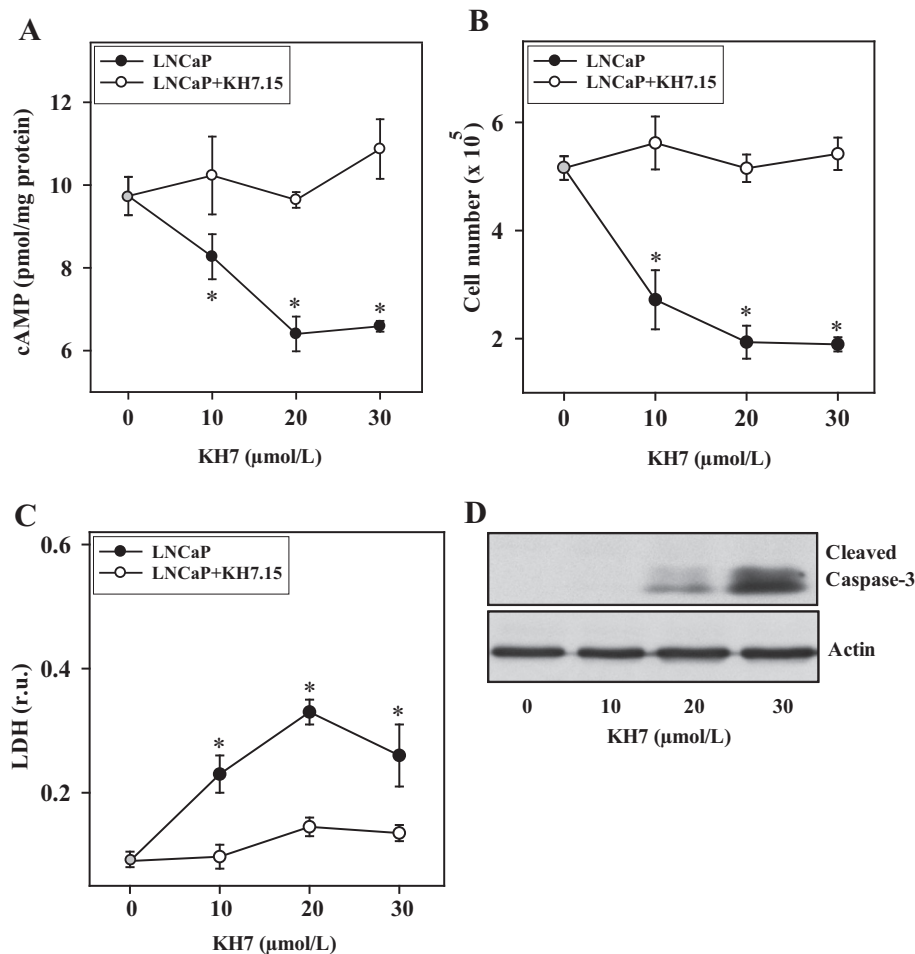 A
LNCaP
LNCaP+KH7.15
cAMP (pmol/mg protein)
12
10
8
6
*
*
*
0 10 20 30
KH7 (µmol/L)
B
LNCaP
LNCaP+KH7.15
Cell number (x 10^5)
6
4
2
*
*
*
0 10 20 30
KH7 (µmol/L)
C
LNCaP
LNCaP+KH7.15
LDH (r.u.)
0.6
0.4
0.2
*
*
*
0 10 20 30
KH7 (µmol/L)
D
Cleaved
Caspase-3
Actin
0 10 20 30
KH7 (µmol/L)